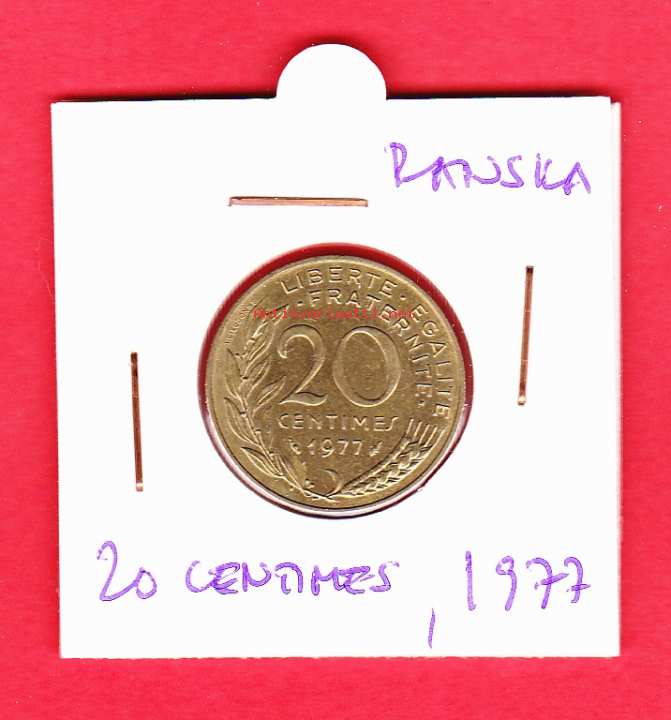 RANSKA
LIBERTE · EGALITE
· FRATERNITE ·
20
CENTIMES
1977
20 CENTIMES, 1977